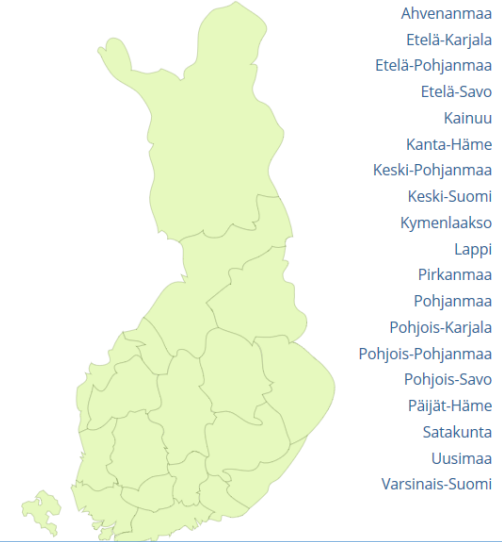 Ahvenanmaa
Etelä-Karjala
Etelä-Pohjanmaa
Etelä-Savo
Kainuu
Kanta-Häme
Keski-Pohjanmaa
Keski-Suomi
Kymenlaakso
Lappi
Pirkanmaa
Pohjanmaa
Pohjois-Karjala
Pohjois-Pohjanmaa
Pohjois-Savo
Päijät-Häme
Satakunta
Uusimaa
Varsinais-Suomi